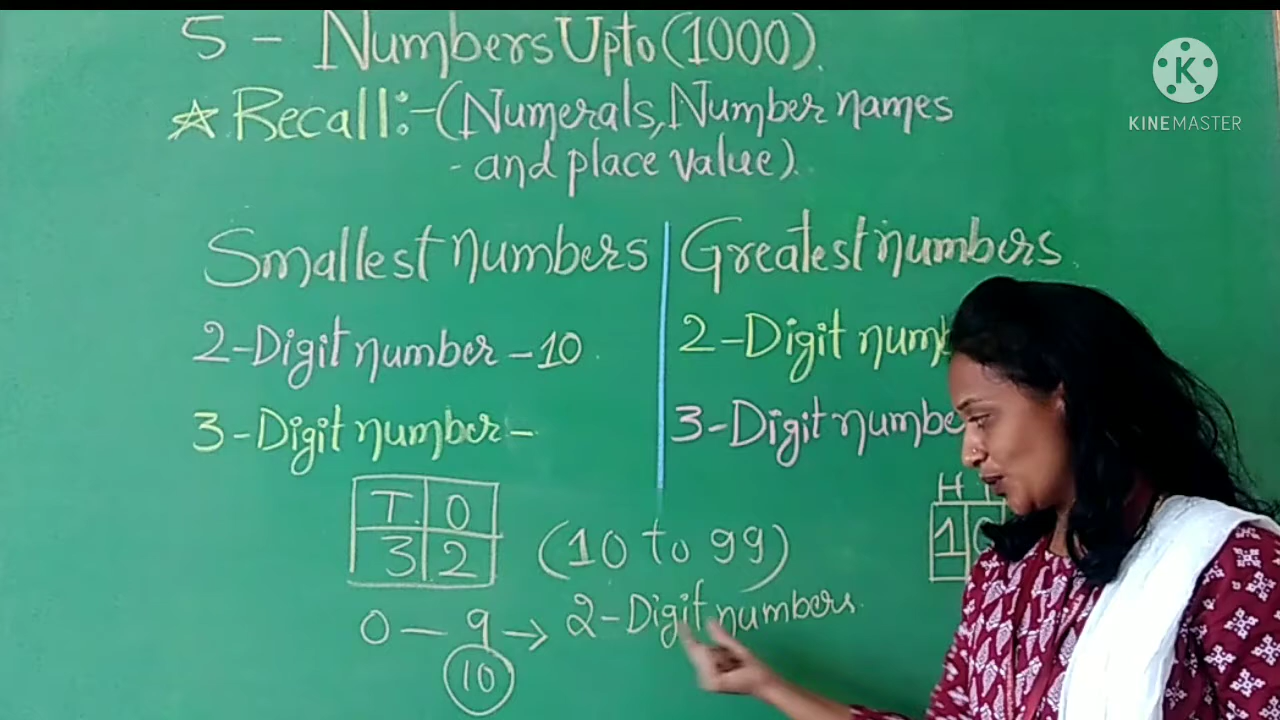 5 - Numbers Upto (1000).
☆ Recall:- (Numerals, Number names
- and place value).
Smallest numbers
2-Digit number - 10.
3-Digit number -
Greatest numbers
2-Digit
3-Digit number
T. O
3 2
(10 to 99)
0 - 9 → 2-Digit numbers.
10
H
1
K
KINEMASTER